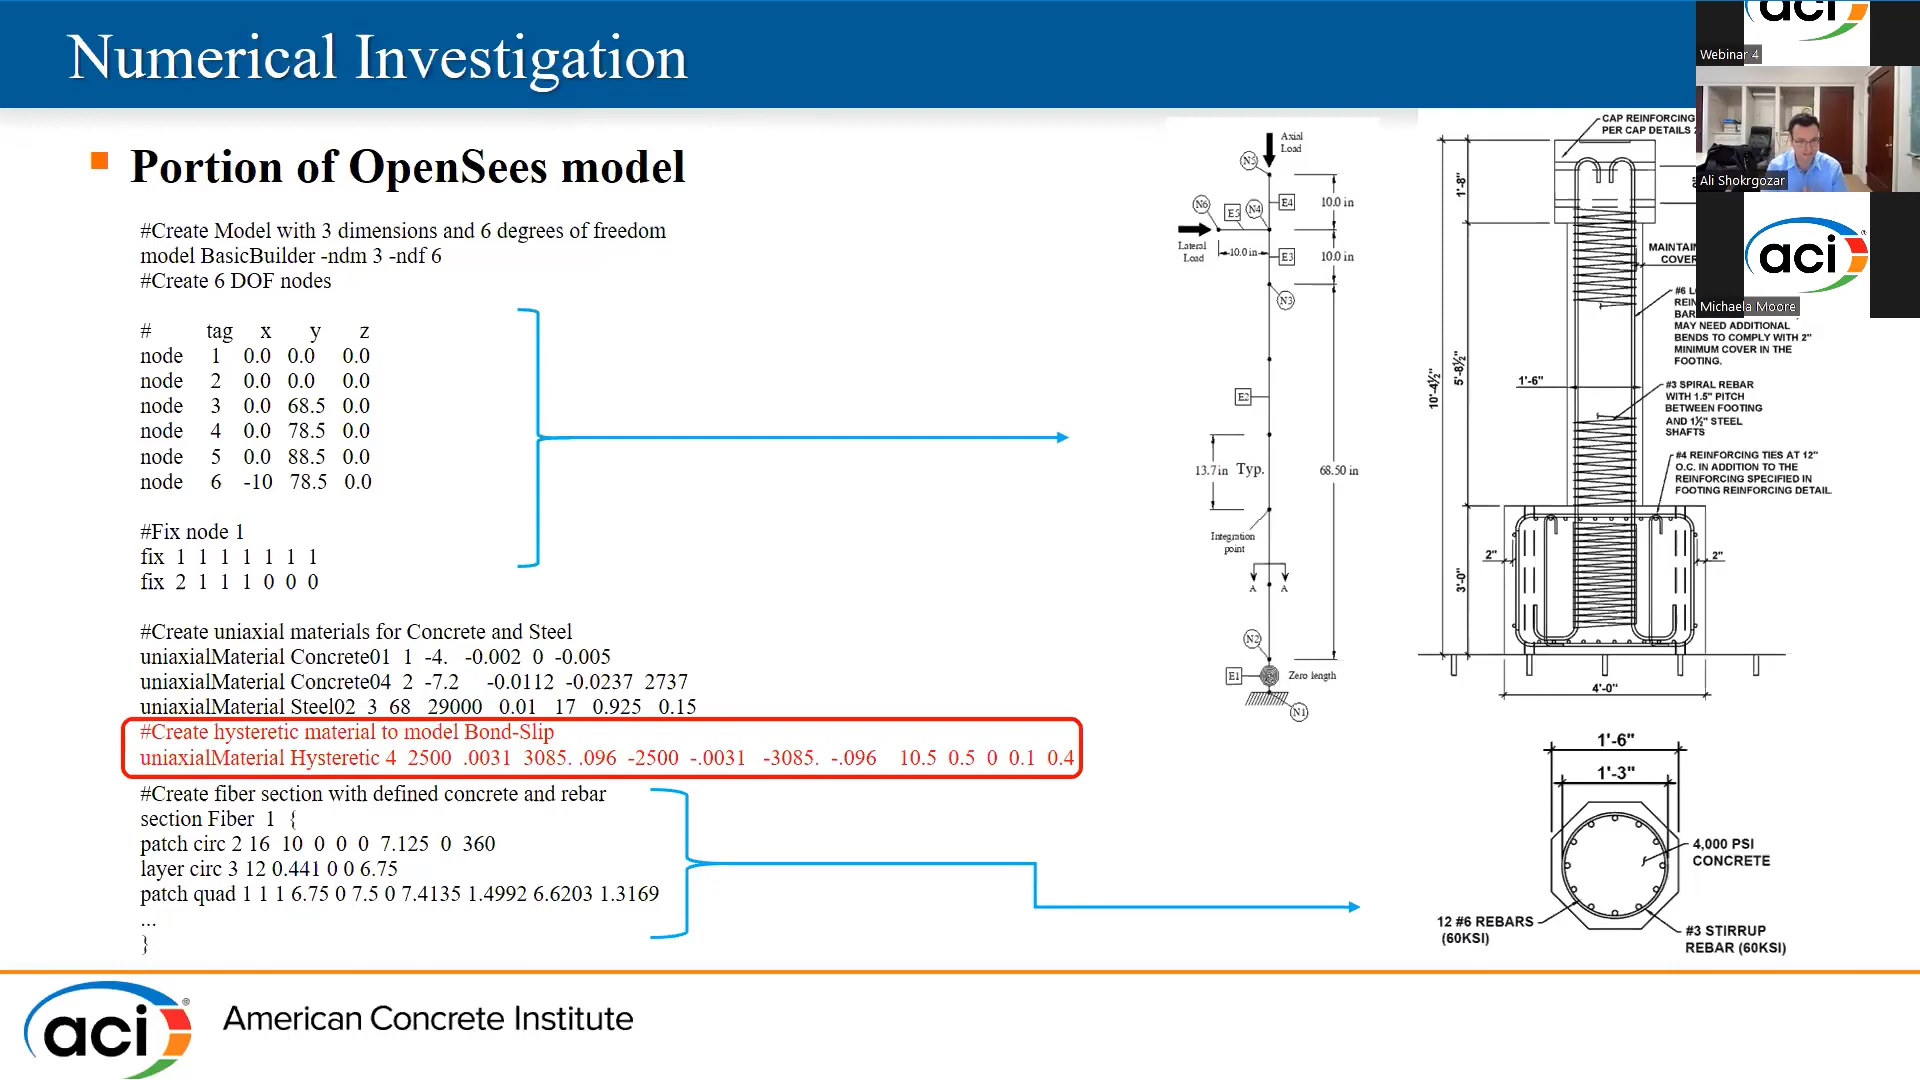 Numerical Investigation
Portion of OpenSees model
#Create Model with 3 dimensions and 6 degrees of freedom
model BasicBuilder -ndm 3 -ndf 6
#Create 6 DOF nodes
# tag x y z
node 1 0.0 0.0 0.0
node 2 0.0 0.0 0.0
node 3 0.0 68.5 0.0
node 4 0.0 78.5 0.0
node 5 0.0 88.5 0.0
node 6 -10 78.5 0.0
#Fix node 1
fix 1 1 1 1 1 1 1
fix 2 1 1 1 0 0 0
#Create uniaxial materials for Concrete and Steel
uniaxialMaterial Concrete01 1 -4. -0.002 0 -0.005
uniaxialMaterial Concrete04 2 -7.2 -0.0112 -0.0237 2737
uniaxialMaterial Steel02 3 68 29000 0.01 17 0.925 0.15
#Create hysteretic material to model Bond-Slip
uniaxialMaterial Hysteretic 4 2500 .0031 3085. .096 -2500 -.0031 -3085. -.096 10.5 0.5 0 0.1 0.4
#Create fiber section with defined concrete and rebar
section Fiber 1 {
patch circ 2 16 10 0 0 0 7.125 0 360
layer circ 3 12 0.441 0 0 6.75
patch quad 1 1 1 6.75 0 7.5 0 7.4135 1.4992 6.6203 1.3169
...
}
Axial
Load
N5
E4
10.0 in
N6
E5
N4
Lateral
Load
10.0 in
E3
10.0 in
N3
E2
13.7in Typ.
68.50 in
Integration
point
A A
N2
E1
Zero length
N1
CAP REINFORCING
PER CAP DETAILS
1'-8"
MAINTAIN
COVER
#6
BAR
MAY NEED ADDITIONAL
BENDS TO COMPLY WITH 2"
MINIMUM COVER IN THE
FOOTING.
10'-4½"
5'-8½"
1'-6"
#3 SPIRAL REBAR
WITH 1.5" PITCH
BETWEEN FOOTING
AND 1½" STEEL
SHAFTS
#4 REINFORCING TIES AT 12"
O.C. IN ADDITION TO THE
REINFORCING SPECIFIED IN
FOOTING REINFORCING DETAIL.
2"
2"
3'-0"
4'-0"
1'-6"
1'-3"
4,000 PSI
CONCRETE
12 #6 REBARS
(60KSI)
#3 STIRRUP
REBAR (60KSI)
aci
Webinar 4
Ali Shokrgozar
aci
Michaela Moore
aci
®
American Concrete Institute